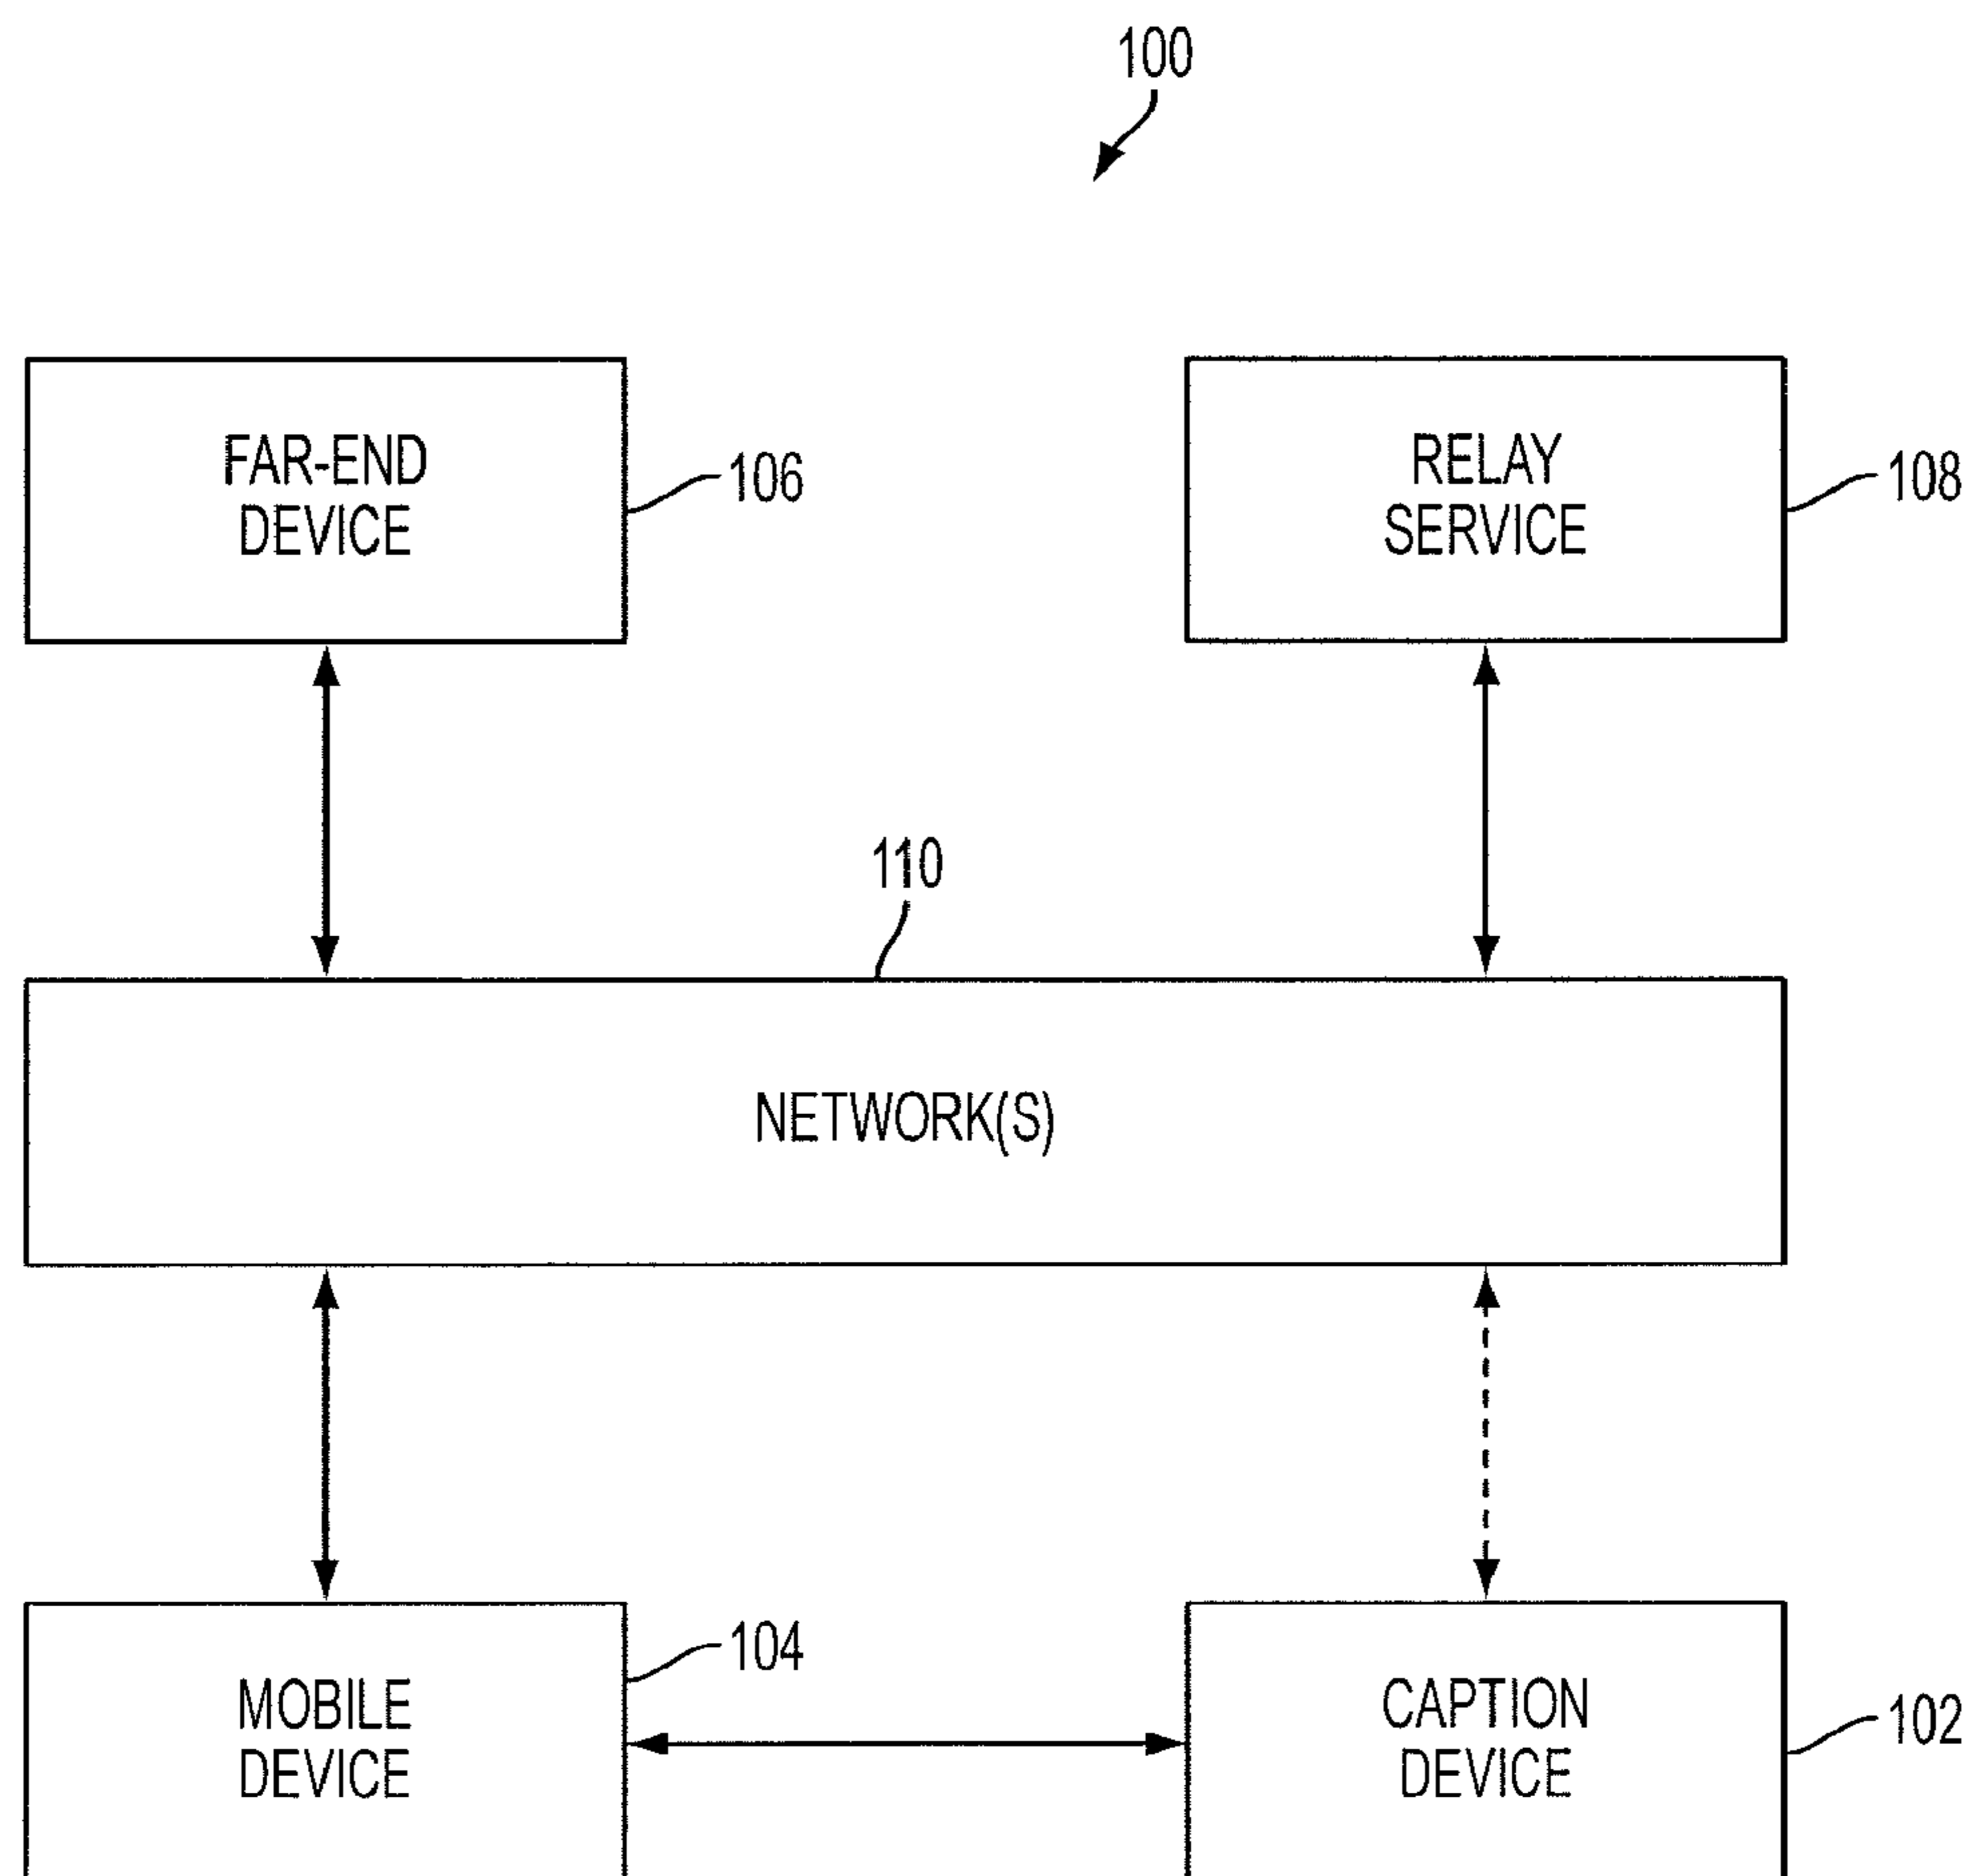 100
FAR-END
DEVICE
106
RELAY
SERVICE
108
110
NETWORK(S)
MOBILE
DEVICE
104
CAPTION
DEVICE
102